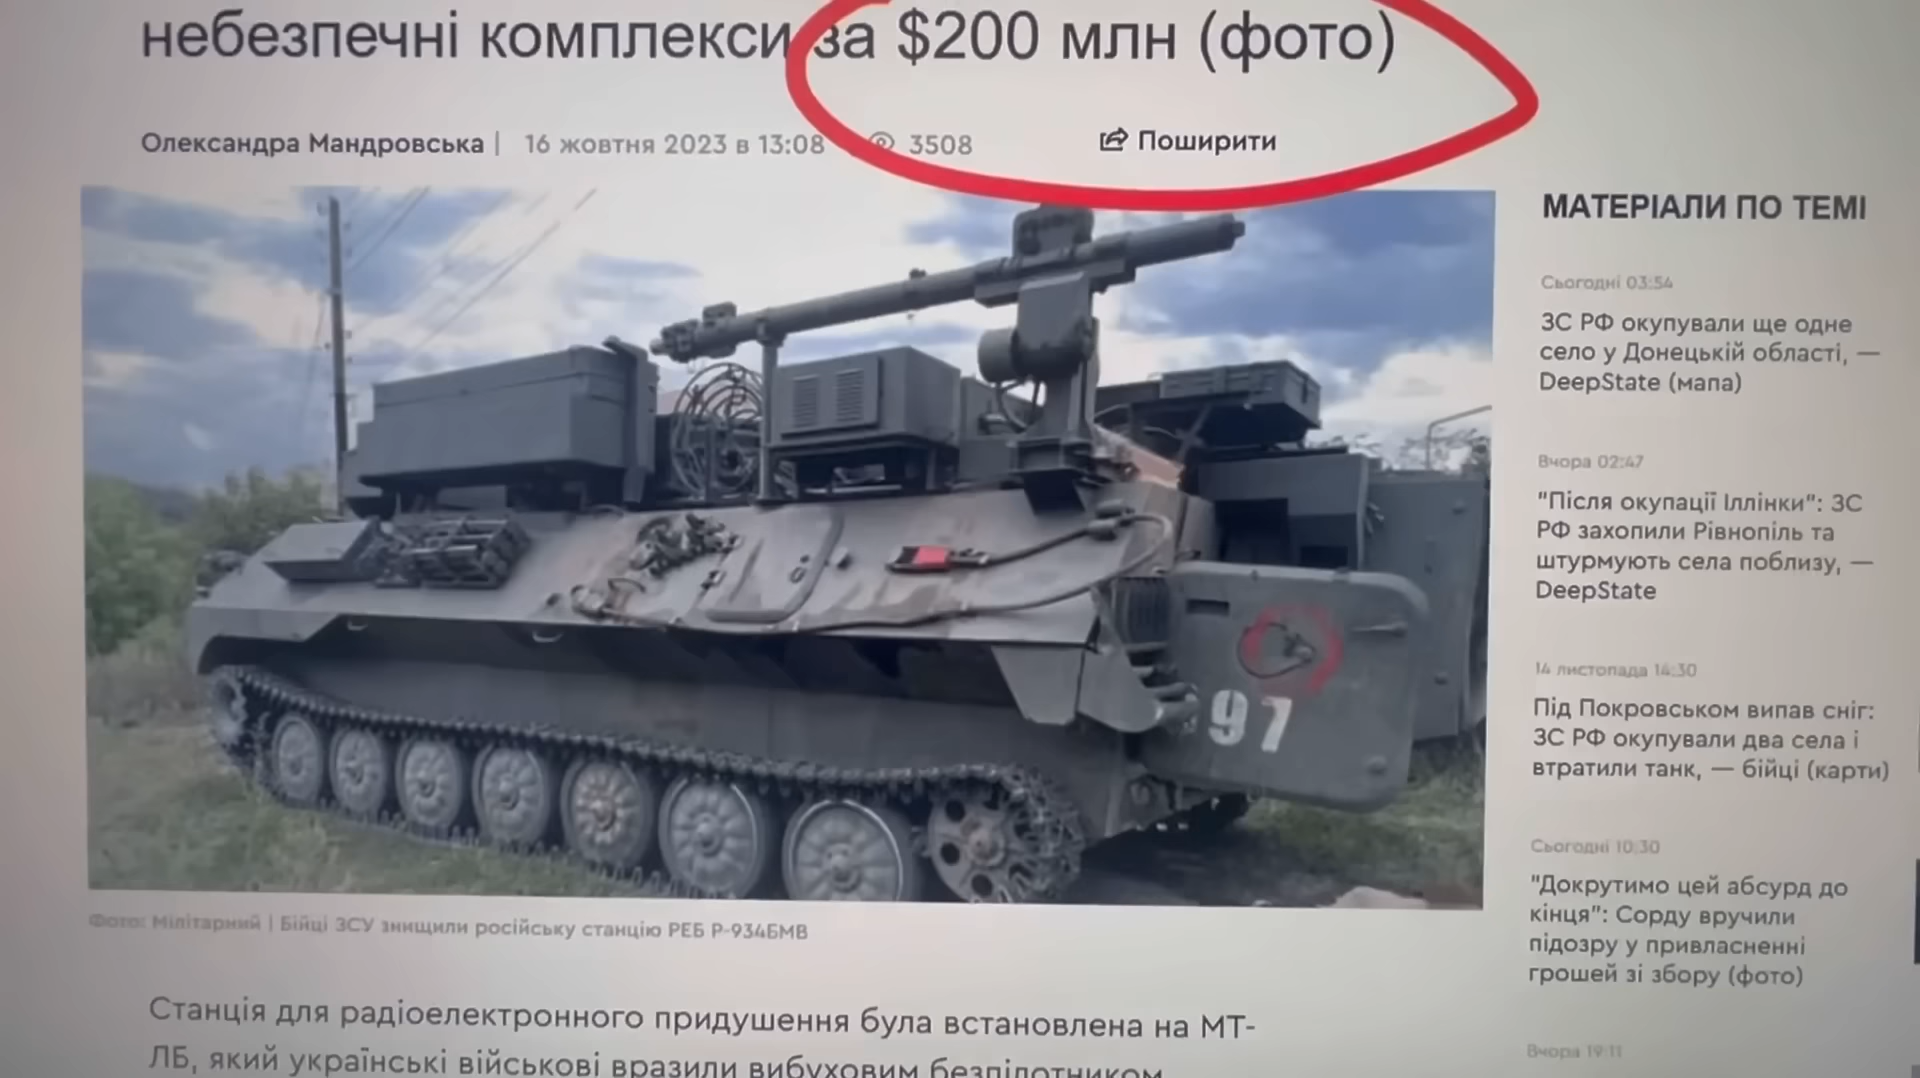 небезпечні комплекси за $200 млн (фото)
Олександра Мандровська | 16 жовтня 2023 в 13:08 3508 Поширити
97
Фото: Мілітарний | Бійці ЗСУ знищили російську станцію РЕБ Р-934БМВ
Станція для радіоелектронного придушення була встановлена на МТ-
ЛБ, який українські військові вразили вибуховим безпілотником
МАТЕРІАЛИ ПО ТЕМІ
Сьогодні 03:54
ЗС РФ окупували ще одне
село у Донецькій області, —
DeepState (мапа)
Вчора 02:47
"Після окупації Іллінки": ЗС
РФ захопили Рівнопіль та
штурмують села поблизу, —
DeepState
14 листопада 14:30
Під Покровськом випав сніг:
ЗС РФ окупували два села і
втратили танк, — бійці (карти)
Сьогодні 10:30
"Докрутимо цей абсурд до
кінця": Сорду вручили
підозру у привласненні
грошей зі збору (фото)
Вчора 19:11